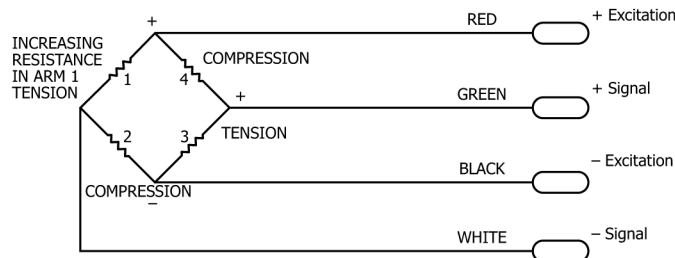 +
RED
+ Excitation
INCREASING
RESISTANCE
IN ARM 1
TENSION
1
4
COMPRESSION
+
GREEN
+ Signal
2
3
TENSION
BLACK
− Excitation
COMPRESSION
−
WHITE
− Signal